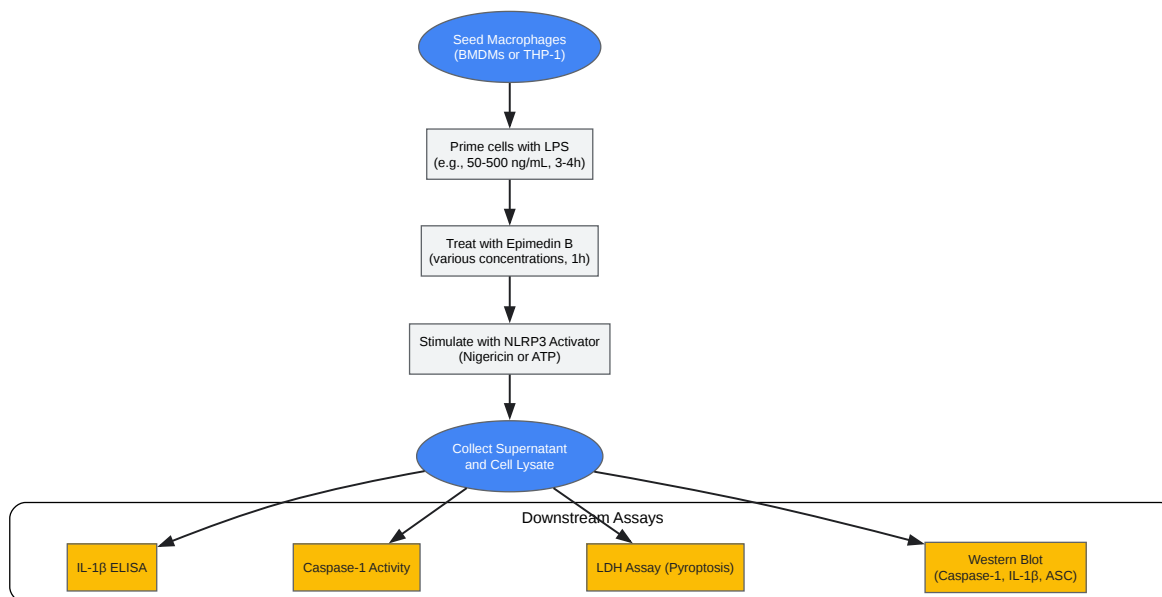 Seed Macrophages
(BMDMs or THP-1)
Prime cells with LPS
(e.g., 50-500 ng/mL, 3-4h)
Treat with Epimedin B
(various concentrations, 1h)
Stimulate with NLRP3 Activator
(Nigericin or ATP)
Collect Supernatant
and Cell Lysate
Downstream Assays
IL-1β ELISA
Caspase-1 Activity
LDH Assay (Pyroptosis)
Western Blot
(Caspase-1, IL-1β, ASC)